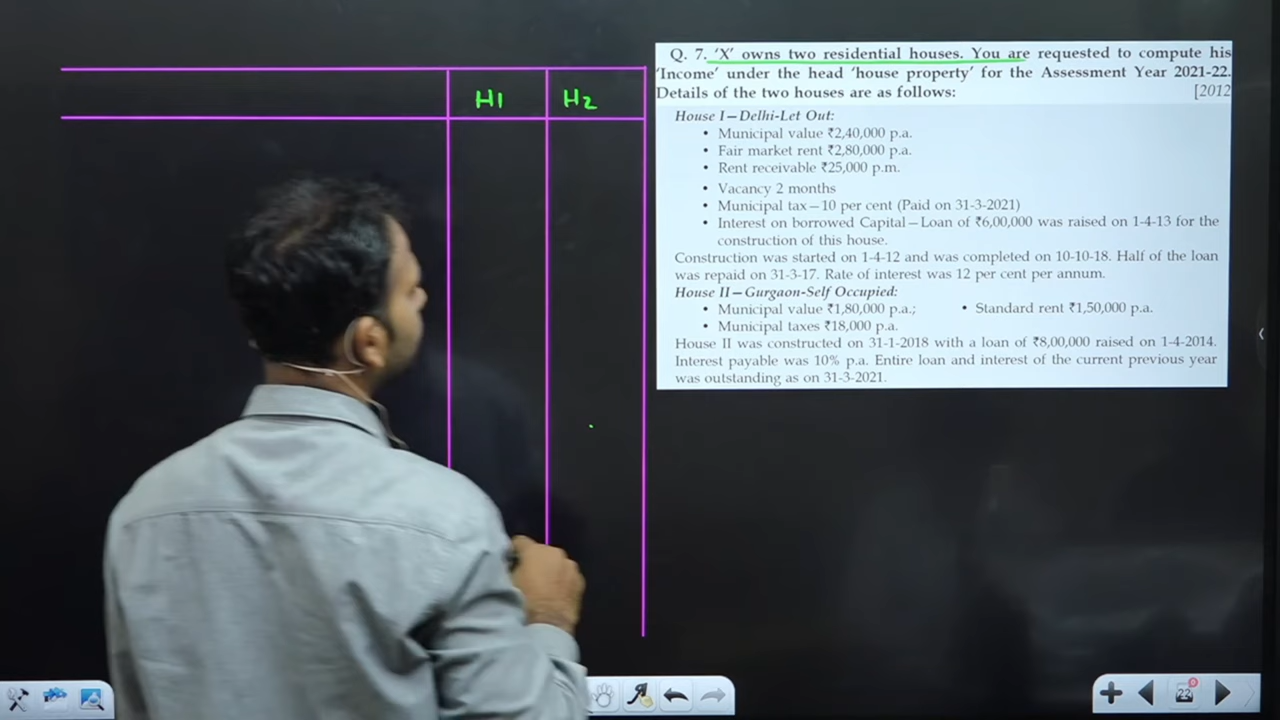 H1 H2
Q. 7. 'X' owns two residential houses. You are requested to compute his
'Income' under the head 'house property' for the Assessment Year 2021-22.
Details of the two houses are as follows: [2012
House I—Delhi-Let Out:
• Municipal value ₹2,40,000 p.a.
• Fair market rent ₹2,80,000 p.a.
• Rent receivable ₹25,000 p.m.
• Vacancy 2 months
• Municipal tax—10 per cent (Paid on 31-3-2021)
• Interest on borrowed Capital—Loan of ₹6,00,000 was raised on 1-4-13 for the
construction of this house.
Construction was started on 1-4-12 and was completed on 10-10-18. Half of the loan
was repaid on 31-3-17. Rate of interest was 12 per cent per annum.
House II—Gurgaon-Self Occupied:
• Municipal value ₹1,80,000 p.a.; • Standard rent ₹1,50,000 p.a.
• Municipal taxes ₹18,000 p.a.
House II was constructed on 31-1-2018 with a loan of ₹8,00,000 raised on 1-4-2014.
Interest payable was 10% p.a. Entire loan and interest of the current previous year
was outstanding as on 31-3-2021.
23